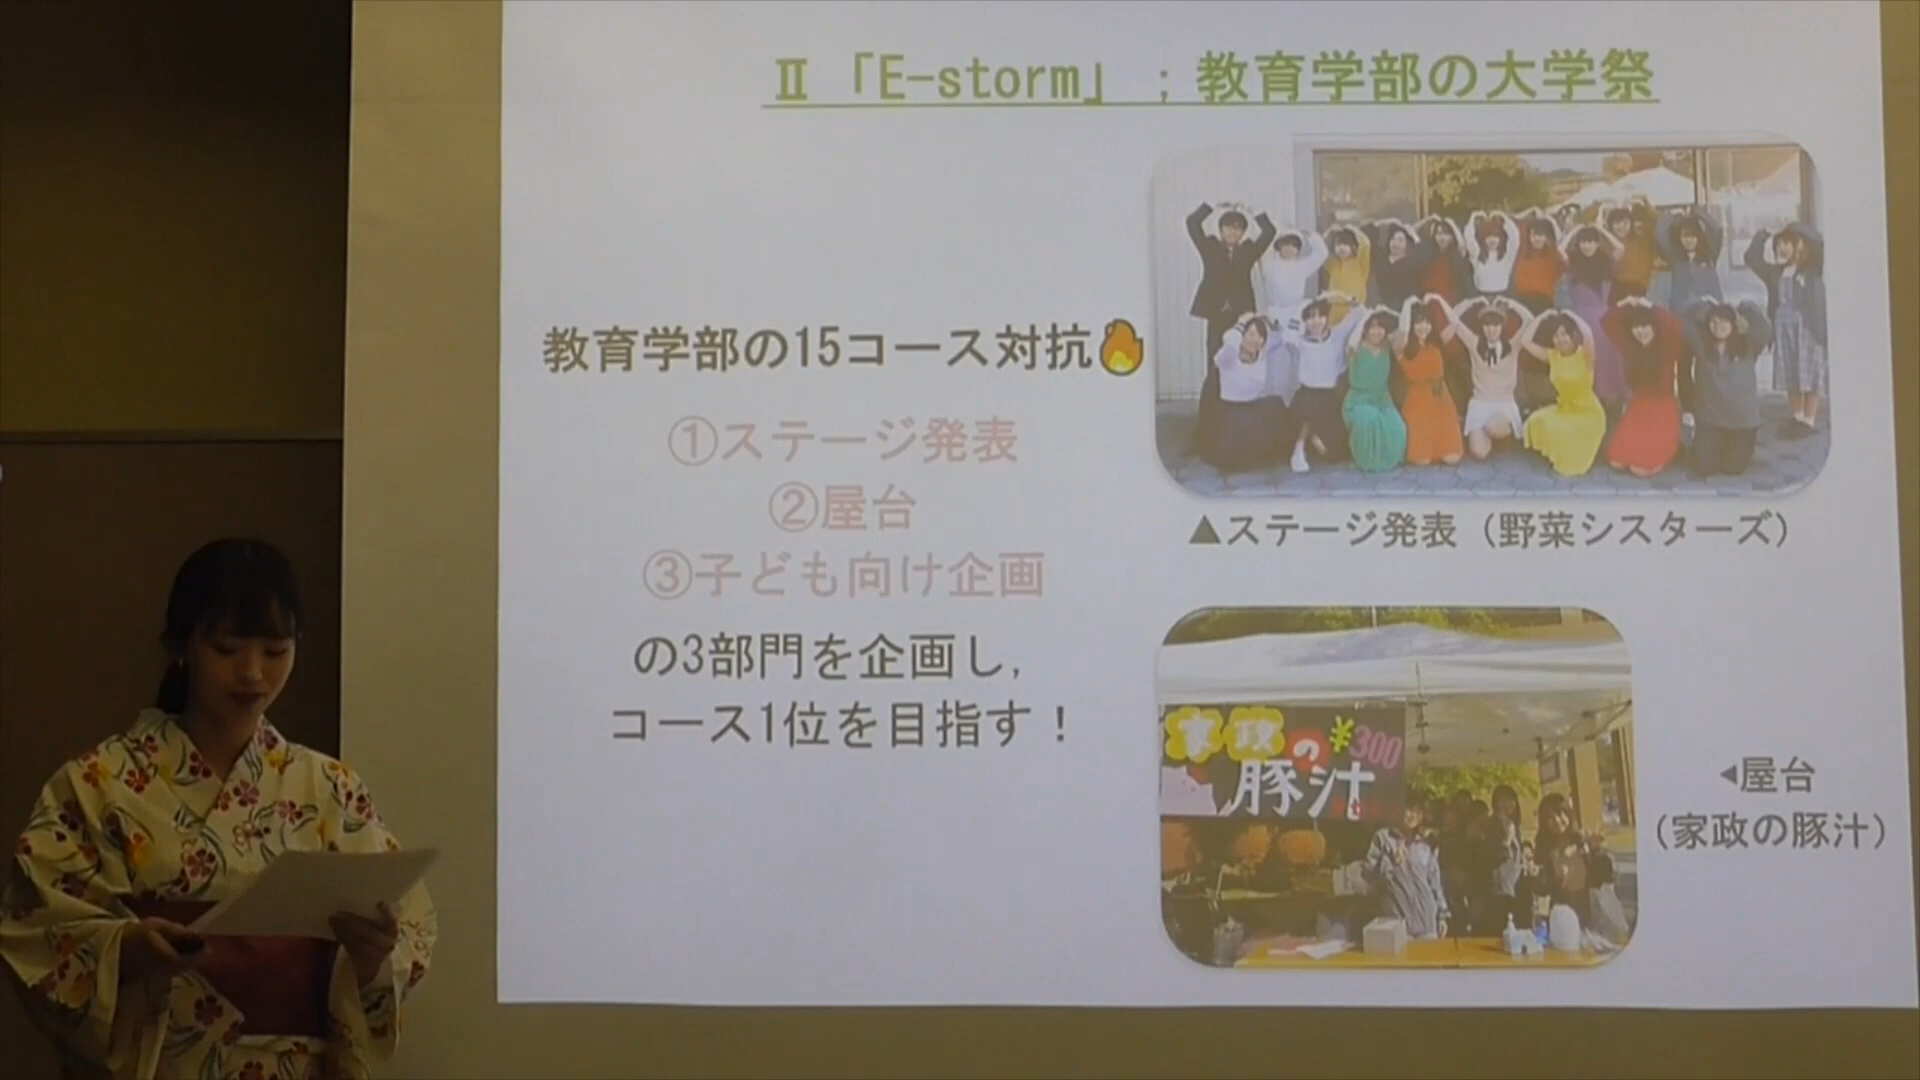 Ⅱ 「E-storm」 ; 教育学部の大学祭
教育学部の15コース対抗🔥
①ステージ発表
②屋台
③子ども向け企画
の3部門を企画し,
コース1位を目指す！
▲ステージ発表（野菜シスターズ）
家政の¥300
豚汁
◀屋台
（家政の豚汁）